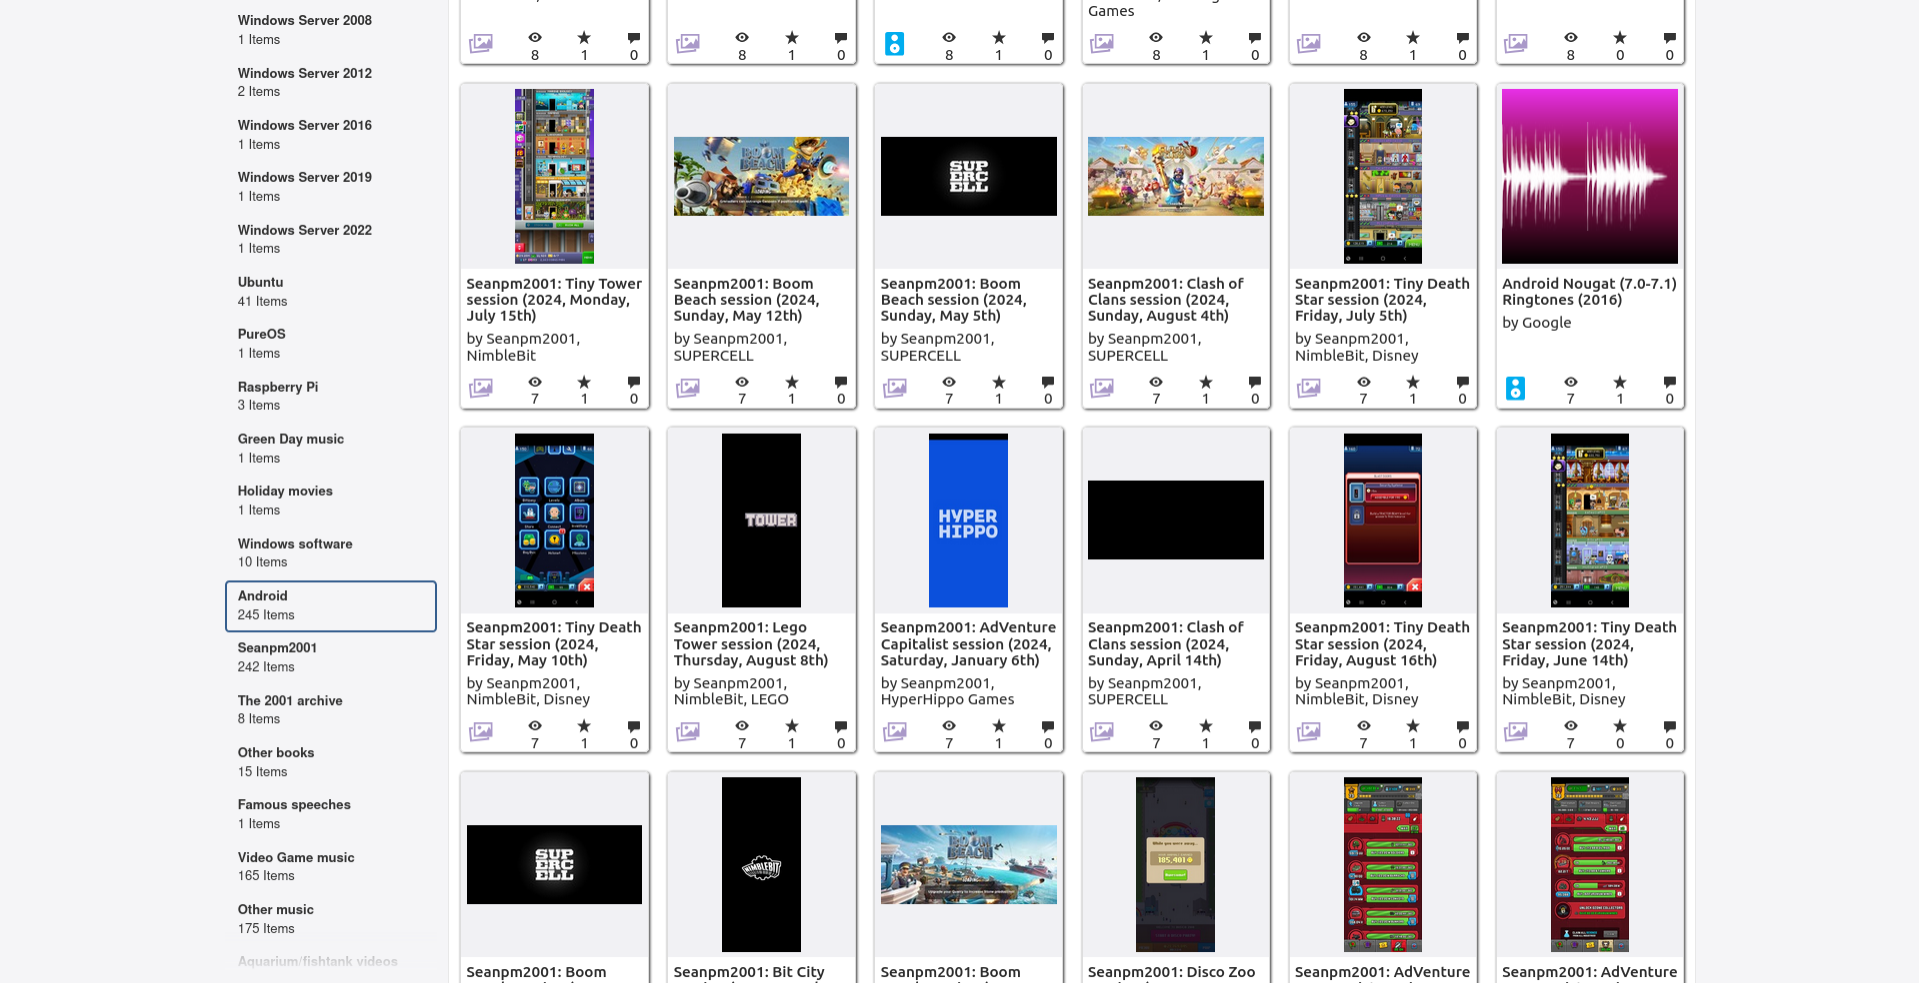 Windows Server 2008
1 Items
Windows Server 2012
2 Items
Windows Server 2016
1 Items
Windows Server 2019
1 Items
Windows Server 2022
1 Items
Ubuntu
41 Items
PureOS
1 Items
Raspberry Pi
3 Items
Green Day music
1 Items
Holiday movies
1 Items
Windows software
10 Items
Android
245 Items
Seanpm2001
242 Items
The 2001 archive
8 Items
Other books
15 Items
Famous speeches
1 Items
Video Game music
165 Items
Other music
175 Items
Aquarium/fishtank videos
Games
8 1 0
8 1 0
8 1 0
8 1 0
8 1 0
8 0 0
BOOM BEACH
SUPERCELL
Seanpm2001: Tiny Tower
session (2024, Monday,
July 15th)
by Seanpm2001,
NimbleBit
7 1 0
Seanpm2001: Boom
Beach session (2024,
Sunday, May 12th)
by Seanpm2001,
SUPERCELL
7 1 0
Seanpm2001: Boom
Beach session (2024,
Sunday, May 5th)
by Seanpm2001,
SUPERCELL
7 1 0
Seanpm2001: Clash of
Clans session (2024,
Sunday, August 4th)
by Seanpm2001,
SUPERCELL
7 1 0
Seanpm2001: Tiny Death
Star session (2024,
Friday, July 5th)
by Seanpm2001,
NimbleBit, Disney
7 1 0
Android Nougat (7.0-7.1)
Ringtones (2016)
by Google
7 1 0
TOWER
HYPER
HIPPO
Seanpm2001: Tiny Death
Star session (2024,
Friday, May 10th)
by Seanpm2001,
NimbleBit, Disney
7 1 0
Seanpm2001: Lego
Tower session (2024,
Thursday, August 8th)
by Seanpm2001,
NimbleBit, LEGO
7 1 0
Seanpm2001: AdVenture
Capitalist session (2024,
Saturday, January 6th)
by Seanpm2001,
HyperHippo Games
7 1 0
Seanpm2001: Clash of
Clans session (2024,
Sunday, April 14th)
by Seanpm2001,
SUPERCELL
7 1 0
Seanpm2001: Tiny Death
Star session (2024,
Friday, August 16th)
by Seanpm2001,
NimbleBit, Disney
7 1 0
Seanpm2001: Tiny Death
Star session (2024,
Friday, June 14th)
by Seanpm2001,
NimbleBit, Disney
7 0 0
SUPERCELL
NIMBLEBIT
BOOM BEACH
While you were away...
185,401
Seanpm2001: Boom
Seanpm2001: Bit City
Seanpm2001: Boom
Seanpm2001: Disco Zoo
Seanpm2001: AdVenture
Seanpm2001: AdVenture